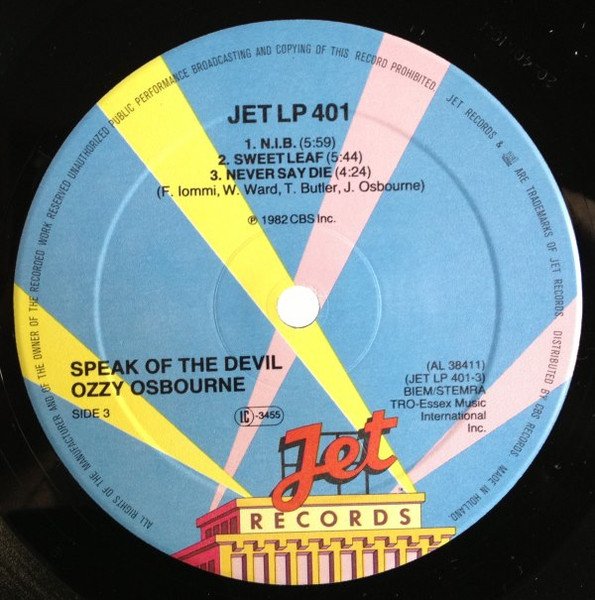 ALL RIGHTS OF THE MANUFACTURER AND OF THE OWNER OF THE RECORDED WORK RESERVED UNAUTHORIZED PUBLIC PERFORMANCE BROADCASTING AND COPYING OF THIS RECORD PROHIBITED. JET RECORDS & ARE TRADEMARKS OF JET RECORDS. DISTRIBUTED BY CBS RECORDS. MADE IN HOLLAND
JET LP 401
1. N.I.B. (5:59)
2. SWEET LEAF (5:44)
3. NEVER SAY DIE (4:24)
(F. Iommi, W. Ward, T. Butler, J. Osbourne)
℗ 1982 CBS Inc.
SPEAK OF THE DEVIL
OZZY OSBOURNE
SIDE 3
IC -3455
(AL 38411)
(JET LP 401-3)
BIEM/STEMRA
TRO-Essex Music
International
Inc.
Jet
RECORDS